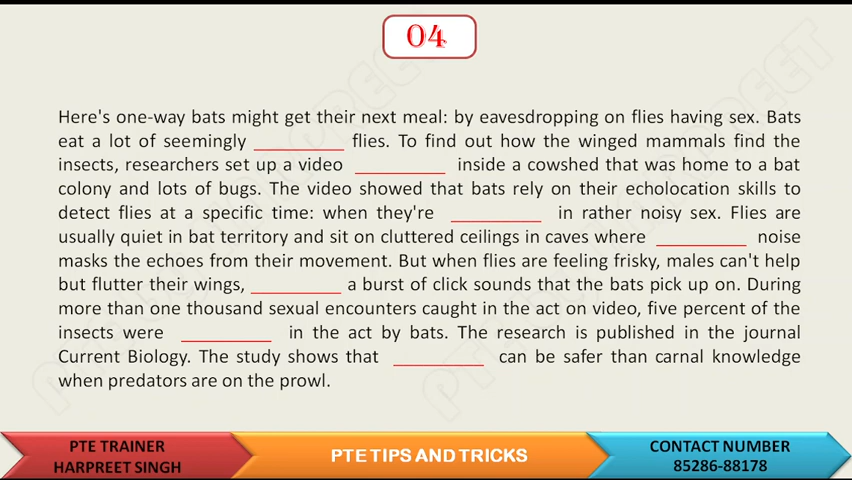 04
Here's one-way bats might get their next meal: by eavesdropping on flies having sex. Bats
eat a lot of seemingly __________ flies. To find out how the winged mammals find the
insects, researchers set up a video __________ inside a cowshed that was home to a bat
colony and lots of bugs. The video showed that bats rely on their echolocation skills to
detect flies at a specific time: when they're __________ in rather noisy sex. Flies are
usually quiet in bat territory and sit on cluttered ceilings in caves where __________ noise
masks the echoes from their movement. But when flies are feeling frisky, males can't help
but flutter their wings, __________ a burst of click sounds that the bats pick up on. During
more than one thousand sexual encounters caught in the act on video, five percent of the
insects were __________ in the act by bats. The research is published in the journal
Current Biology. The study shows that __________ can be safer than carnal knowledge
when predators are on the prowl.
PTE TRAINER
HARPREET SINGH
PTE TIPS AND TRICKS
CONTACT NUMBER
85286-88178